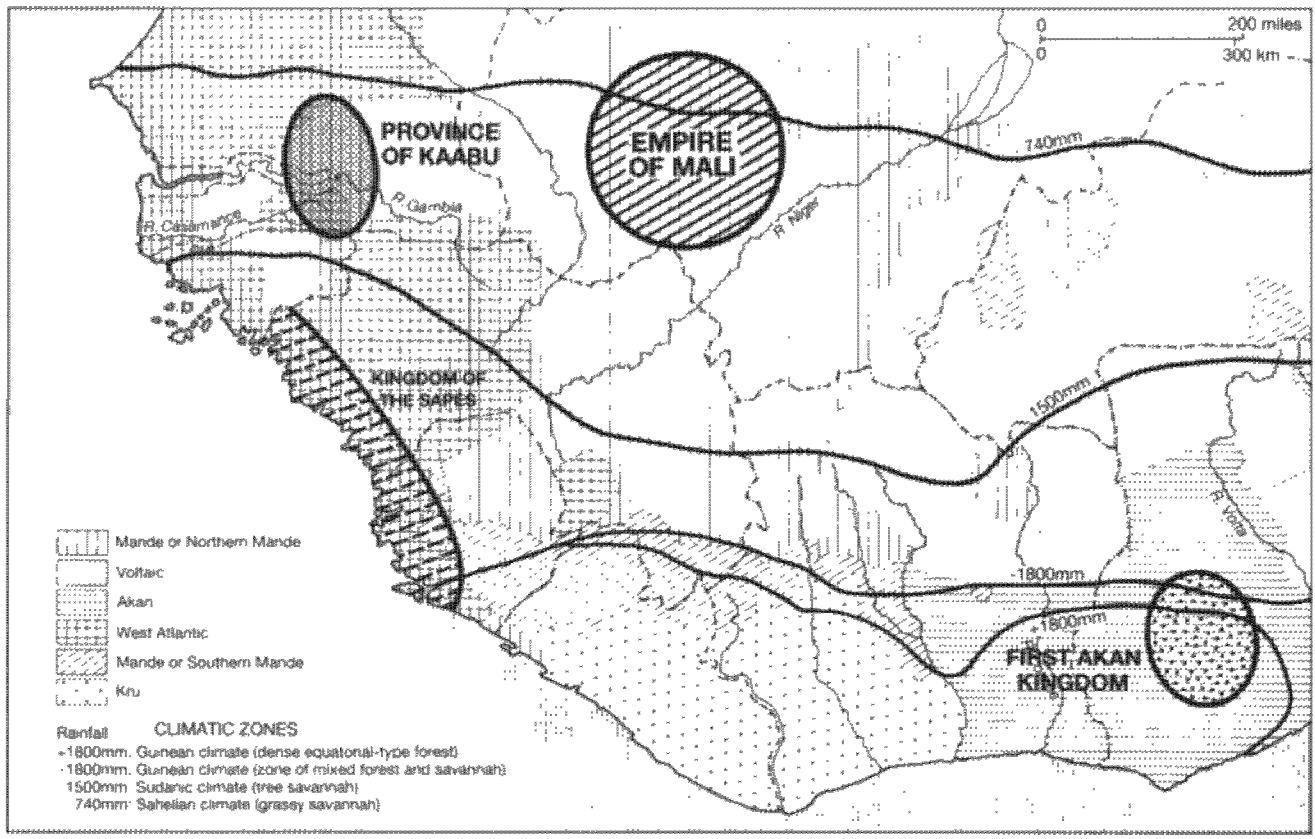 0 200 miles
0 300 km
PROVINCE
OF KAABU
EMPIRE
OF MALI
740mm
R. Gambia
R. Casamance
R. Niger
KINGDOM OF
THE SAPES
1500mm
R. Volta
-1800mm
+1800mm
FIRST AKAN
KINGDOM
Mande or Northern Mande
Voltaic
Akan
West Atlantic
Mande or Southern Mande
Kru
Rainfall CLIMATIC ZONES
+1800mm. Guinean climate (dense equatorial-type forest)
-1800mm. Guinean climate (zone of mixed forest and savannah)
1500mm Sudanic climate (tree savannah)
740mm Sahelian climate (grassy savannah)